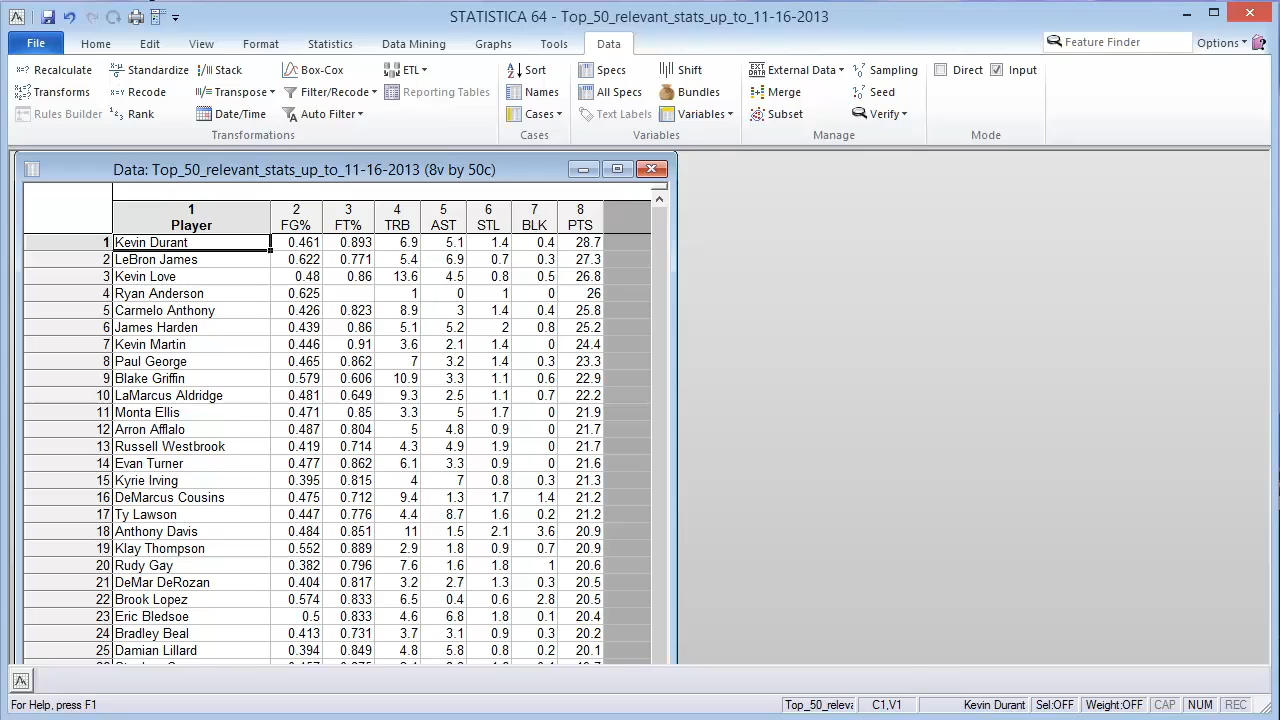 STATISTICA 64 - Top_50_relevant_stats_up_to_11-16-2013
File Home Edit View Format Statistics Data Mining Graphs Tools Data Feature Finder Options
Recalculate Standardize Stack Box-Cox ETL Sort Specs Shift External Data Sampling Direct Input
Transforms Recode Transpose Filter/Recode Reporting Tables Names All Specs Bundles Merge Seed
Rules Builder Rank Date/Time Auto Filter Cases Text Labels Variables Subset Verify
Transformations Cases Variables Manage Mode
Data: Top_50_relevant_stats_up_to_11-16-2013 (8v by 50c)
1 2 3 4 5 6 7 8
Player FG% FT% TRB AST STL BLK PTS
1 Kevin Durant 0.461 0.893 6.9 5.1 1.4 0.4 28.7
2 LeBron James 0.622 0.771 5.4 6.9 0.7 0.3 27.3
3 Kevin Love 0.48 0.86 13.6 4.5 0.8 0.5 26.8
4 Ryan Anderson 0.625 1 0 1 0 26
5 Carmelo Anthony 0.426 0.823 8.9 3 1.4 0.4 25.8
6 James Harden 0.439 0.86 5.1 5.2 2 0.8 25.2
7 Kevin Martin 0.446 0.91 3.6 2.1 1.4 0 24.4
8 Paul George 0.465 0.862 7 3.2 1.4 0.3 23.3
9 Blake Griffin 0.579 0.606 10.9 3.3 1.1 0.6 22.9
10 LaMarcus Aldridge 0.481 0.649 9.3 2.5 1.1 0.7 22.2
11 Monta Ellis 0.471 0.85 3.3 5 1.7 0 21.9
12 Arron Afflalo 0.487 0.804 5 4.8 0.9 0 21.7
13 Russell Westbrook 0.419 0.714 4.3 4.9 1.9 0 21.7
14 Evan Turner 0.477 0.862 6.1 3.3 0.9 0 21.6
15 Kyrie Irving 0.395 0.815 4 7 0.8 0.3 21.3
16 DeMarcus Cousins 0.475 0.712 9.4 1.3 1.7 1.4 21.2
17 Ty Lawson 0.447 0.776 4.4 8.7 1.6 0.2 21.2
18 Anthony Davis 0.484 0.851 11 1.5 2.1 3.6 20.9
19 Klay Thompson 0.552 0.889 2.9 1.8 0.9 0.7 20.9
20 Rudy Gay 0.382 0.796 7.6 1.6 1.8 1 20.6
21 DeMar DeRozan 0.404 0.817 3.2 2.7 1.3 0.3 20.5
22 Brook Lopez 0.574 0.833 6.5 0.4 0.6 2.8 20.5
23 Eric Bledsoe 0.5 0.833 4.6 6.8 1.8 0.1 20.4
24 Bradley Beal 0.413 0.731 3.7 3.1 0.9 0.3 20.2
25 Damian Lillard 0.394 0.849 4.8 5.8 0.8 0.2 20.1
For Help, press F1 Top_50_releva C1,V1 Kevin Durant Sel:OFF Weight:OFF CAP NUM REC